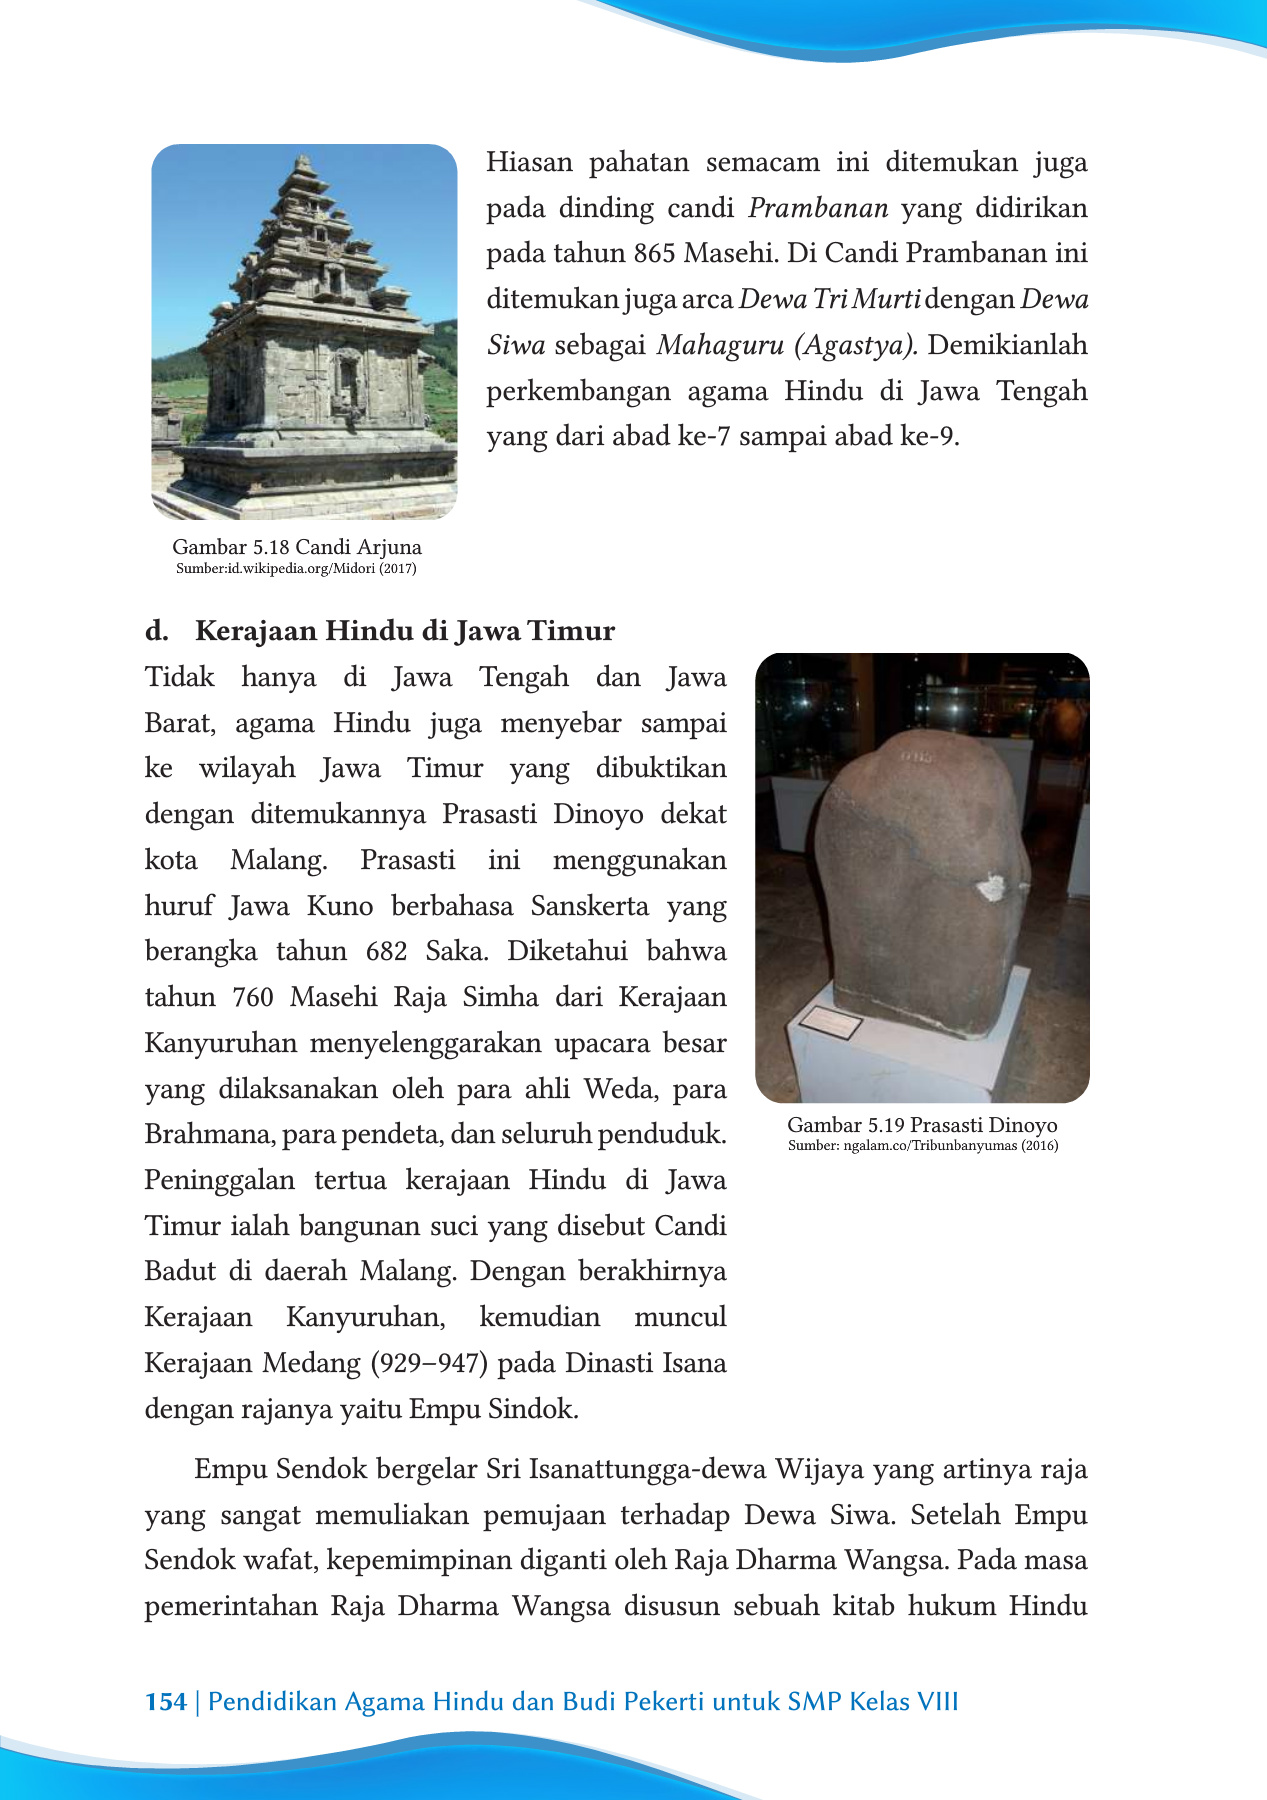 Hiasan pahatan semacam ini ditemukan juga
pada dinding candi Prambanan yang didirikan
pada tahun 865 Masehi. Di Candi Prambanan ini
ditemukan juga arca Dewa Tri Murti dengan Dewa
Siwa sebagai Mahaguru (Agastya). Demikianlah
perkembangan agama Hindu di Jawa Tengah
yang dari abad ke-7 sampai abad ke-9.
Gambar 5.18 Candi Arjuna
Sumber:id.wikipedia.org/Midori (2017)
d. Kerajaan Hindu di Jawa Timur
Tidak hanya di Jawa Tengah dan Jawa
Barat, agama Hindu juga menyebar sampai
ke wilayah Jawa Timur yang dibuktikan
dengan ditemukannya Prasasti Dinoyo dekat
kota Malang. Prasasti ini menggunakan
huruf Jawa Kuno berbahasa Sanskerta yang
berangka tahun 682 Saka. Diketahui bahwa
tahun 760 Masehi Raja Simha dari Kerajaan
Kanyuruhan menyelenggarakan upacara besar
yang dilaksanakan oleh para ahli Weda, para
Brahmana, para pendeta, dan seluruh penduduk.
Peninggalan tertua kerajaan Hindu di Jawa
Timur ialah bangunan suci yang disebut Candi
Badut di daerah Malang. Dengan berakhirnya
Kerajaan Kanyuruhan, kemudian muncul
Kerajaan Medang (929–947) pada Dinasti Isana
dengan rajanya yaitu Empu Sindok.
Gambar 5.19 Prasasti Dinoyo
Sumber: ngalam.co/Tribunbanyumas (2016)
Empu Sendok bergelar Sri Isanattungga-dewa Wijaya yang artinya raja
yang sangat memuliakan pemujaan terhadap Dewa Siwa. Setelah Empu
Sendok wafat, kepemimpinan diganti oleh Raja Dharma Wangsa. Pada masa
pemerintahan Raja Dharma Wangsa disusun sebuah kitab hukum Hindu
154 | Pendidikan Agama Hindu dan Budi Pekerti untuk SMP Kelas VIII